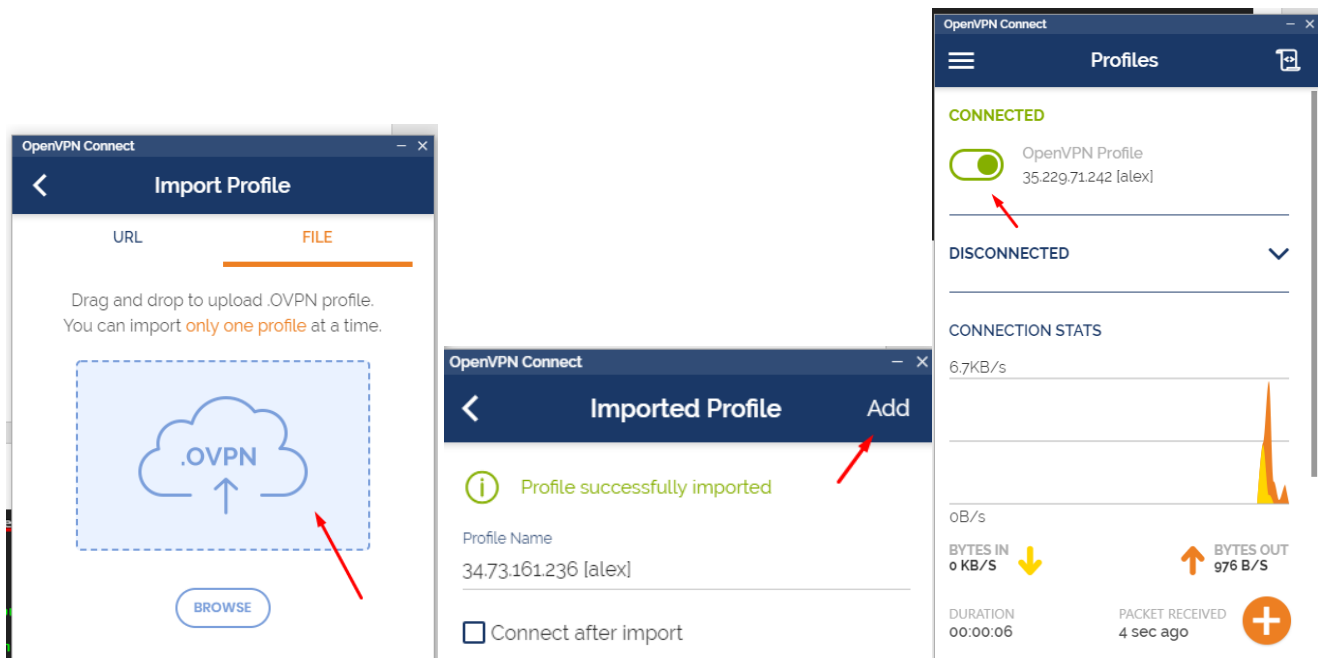 OpenVPN Connect
Import Profile
URL
FILE
Drag and drop to upload .OVPN profile.
You can import only one profile at a time.
.OVPN
BROWSE
OpenVPN Connect
Imported Profile
Add
Profile successfully imported
Profile Name
34.73.161.236 [alex]
Connect after import
OpenVPN Connect
Profiles
CONNECTED
OpenVPN Profile
35.229.71.242 [alex]
DISCONNECTED
CONNECTION STATS
6.7KB/s
0B/s
BYTES IN
0 KB/S
BYTES OUT
976 B/S
DURATION
00:00:06
PACKET RECEIVED
4 sec ago